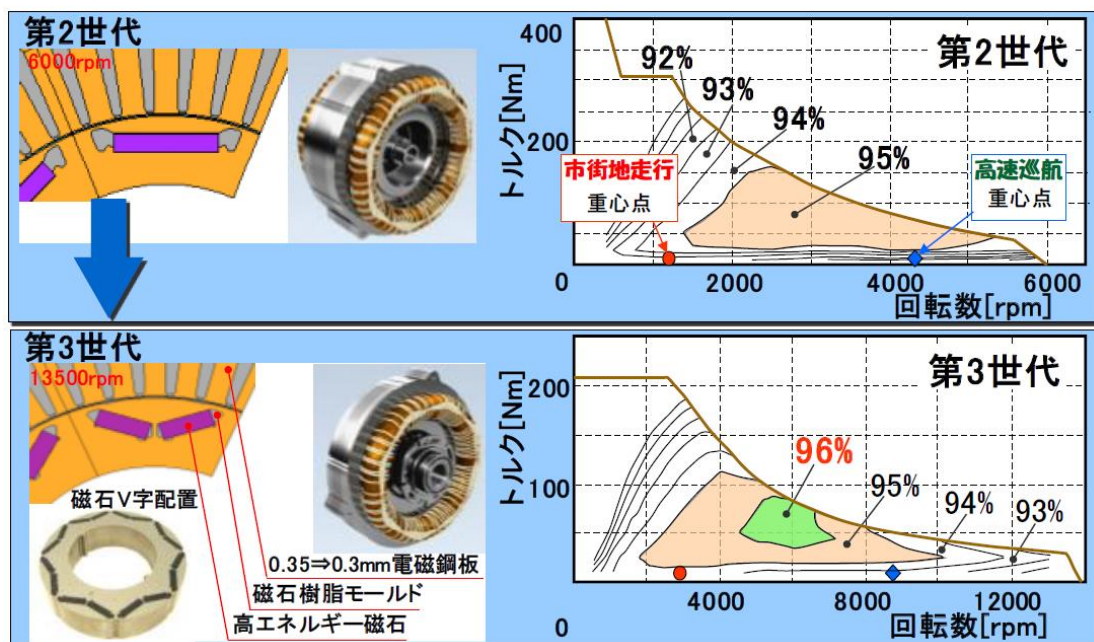 第2世代
6000rpm
トルク[Nm]
400
200
0
92%
93%
94%
95%
第2世代
市街地走行
重心点
高速巡航
重心点
2000
4000
6000
回転数[rpm]
第3世代
13500rpm
磁石V字配置
0.35⇒0.3mm電磁鋼板
磁石樹脂モールド
高エネルギー磁石
トルク[Nm]
200
100
0
第3世代
96%
95%
94%
93%
4000
8000
12000
回転数[rpm]